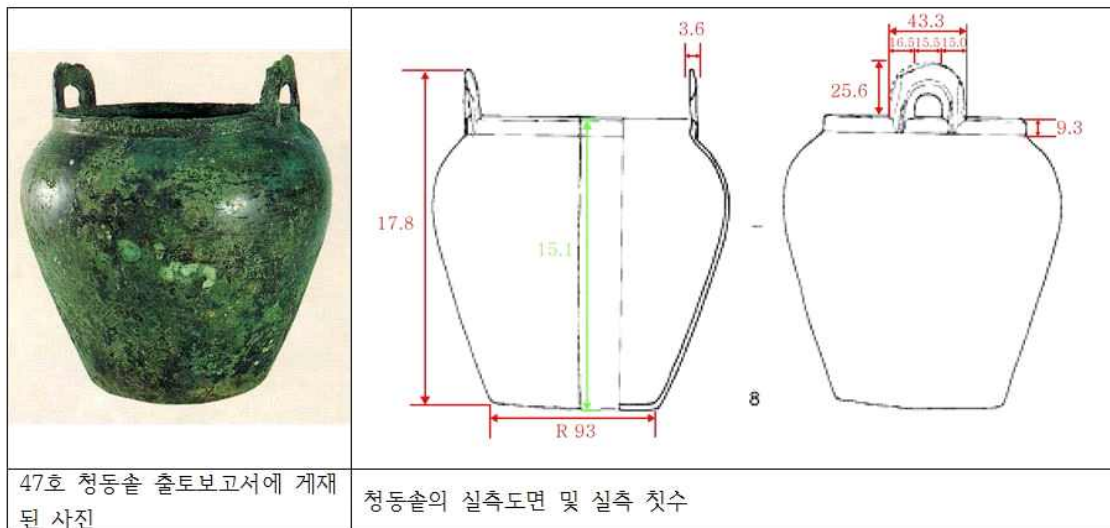 43.3
3.6
16.5 15.5 15.0
25.6
9.3
17.8
15.1
8
R 93
47호 청동솥 출토보고서에 게재
된 사진
청동솥의 실측도면 및 실측 칫수